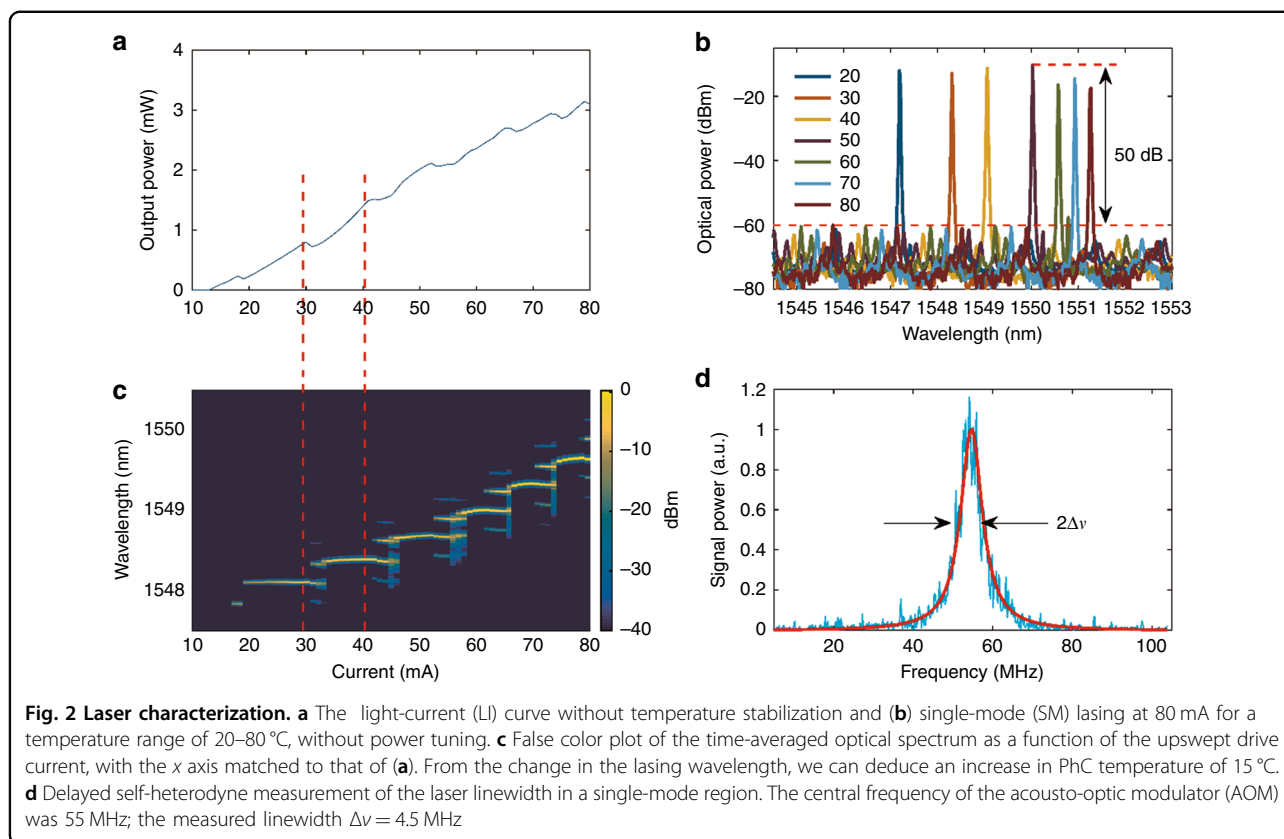 a
4
3
2
1
0
Output power (mW)
10 20 30 40 50 60 70 80
b
20
30
40
50
60
70
80
50 dB
−20
−40
−60
−80
Optical power (dBm)
1545 1546 1547 1548 1549 1550 1551 1552 1553
Wavelength (nm)
c
1550
1549
1548
Wavelength (nm)
10 20 30 40 50 60 70 80
Current (mA)
0
−10
−20
−30
−40
dBm
d
1.2
1
0.8
0.6
0.4
0.2
0
Signal power (a.u.)
2Δν
20 40 60 80 100
Frequency (MHz)
Fig. 2 Laser characterization. a The light-current (LI) curve without temperature stabilization and (b) single-mode (SM) lasing at 80 mA for a
temperature range of 20–80 °C, without power tuning. c False color plot of the time-averaged optical spectrum as a function of the upswept drive
current, with the x axis matched to that of (a). From the change in the lasing wavelength, we can deduce an increase in PhC temperature of 15 °C.
d Delayed self-heterodyne measurement of the laser linewidth in a single-mode region. The central frequency of the acousto-optic modulator (AOM)
was 55 MHz; the measured linewidth Δν = 4.5 MHz